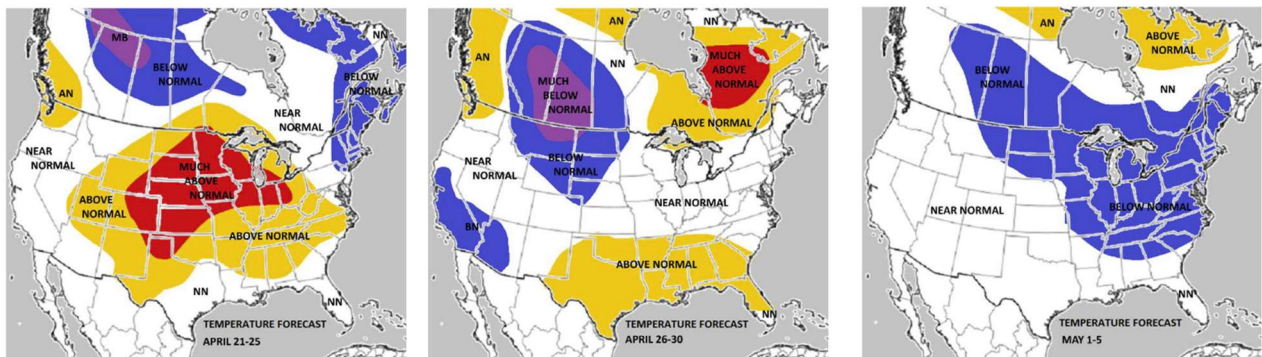 MB
BELOW
NORMAL
NN
BELOW
NORMAL
AN
NEAR
NORMAL
NEAR
NORMAL
MUCH
ABOVE
NORMAL
ABOVE
NORMAL
ABOVE NORMAL
NN
NN
TEMPERATURE FORECAST
APRIL 21-25
AN
AN
NN
NN
MUCH
ABOVE
NORMAL
MUCH
BELOW
NORMAL
ABOVE NORMAL
NEAR
NORMAL
BELOW
NORMAL
NEAR NORMAL
BN
ABOVE NORMAL
NN
TEMPERATURE FORECAST
APRIL 26-30
AN
ABOVE
NORMAL
BELOW
NORMAL
NN
NEAR NORMAL
BELOW NORMAL
NN
TEMPERATURE FORECAST
MAY 1-5